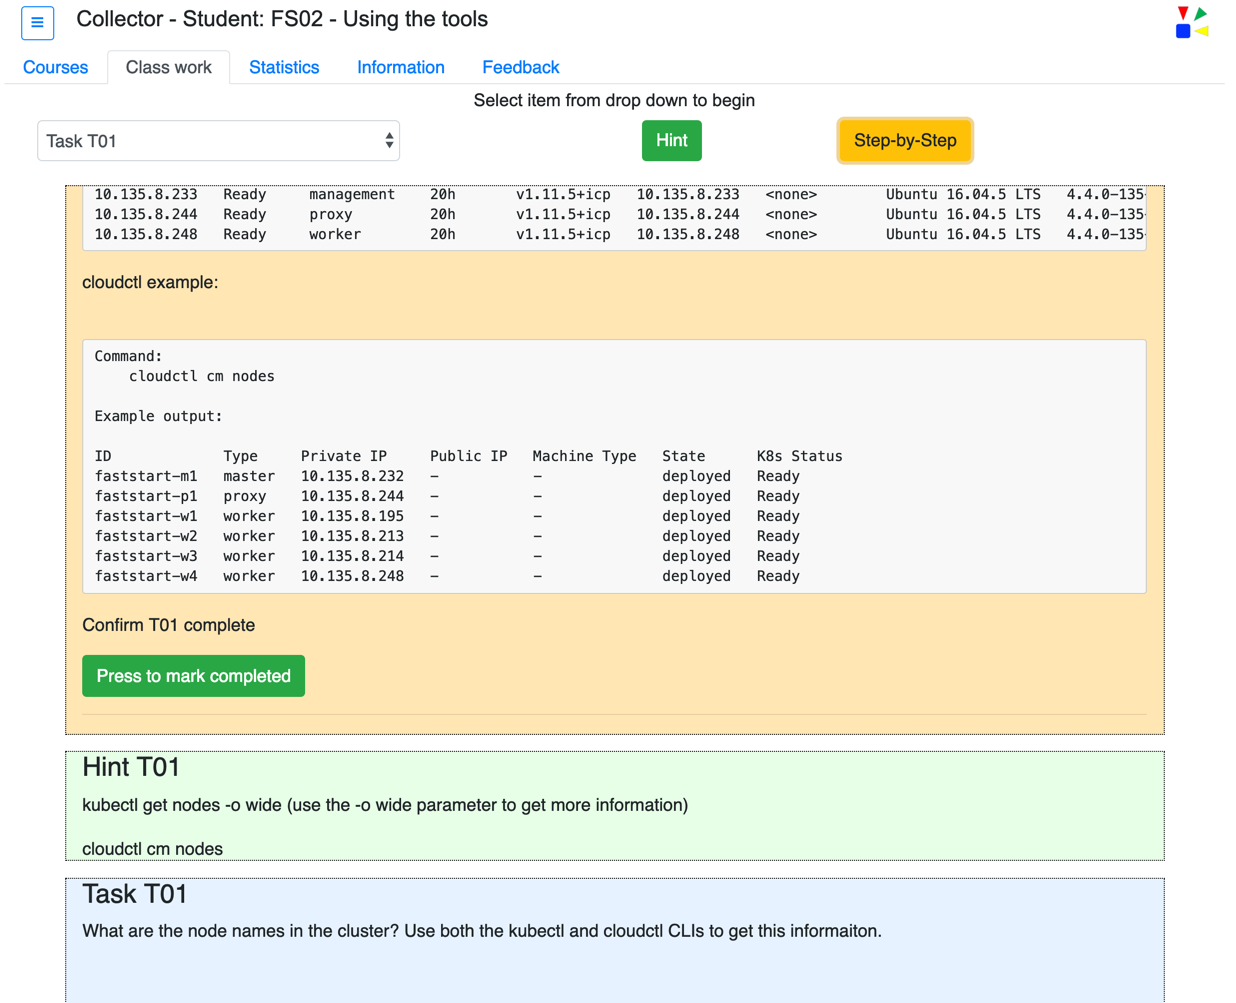 Collector - Student: FS02 - Using the tools
Courses Class work Statistics Information Feedback
Select item from drop down to begin
Task T01 Hint Step-by-Step
10.135.8.233 Ready management 20h v1.11.5+icp 10.135.8.233 <none> Ubuntu 16.04.5 LTS 4.4.0-135-
10.135.8.244 Ready proxy 20h v1.11.5+icp 10.135.8.244 <none> Ubuntu 16.04.5 LTS 4.4.0-135-
10.135.8.248 Ready worker 20h v1.11.5+icp 10.135.8.248 <none> Ubuntu 16.04.5 LTS 4.4.0-135-
cloudctl example:
Command:
cloudctl cm nodes
Example output:
ID Type Private IP Public IP Machine Type State K8s Status
faststart-m1 master 10.135.8.232 - - deployed Ready
faststart-p1 proxy 10.135.8.244 - - deployed Ready
faststart-w1 worker 10.135.8.195 - - deployed Ready
faststart-w2 worker 10.135.8.213 - - deployed Ready
faststart-w3 worker 10.135.8.214 - - deployed Ready
faststart-w4 worker 10.135.8.248 - - deployed Ready
Confirm T01 complete
Press to mark completed
Hint T01
kubectl get nodes -o wide (use the -o wide parameter to get more information)
cloudctl cm nodes
Task T01
What are the node names in the cluster? Use both the kubectl and cloudctl CLIs to get this informaiton.